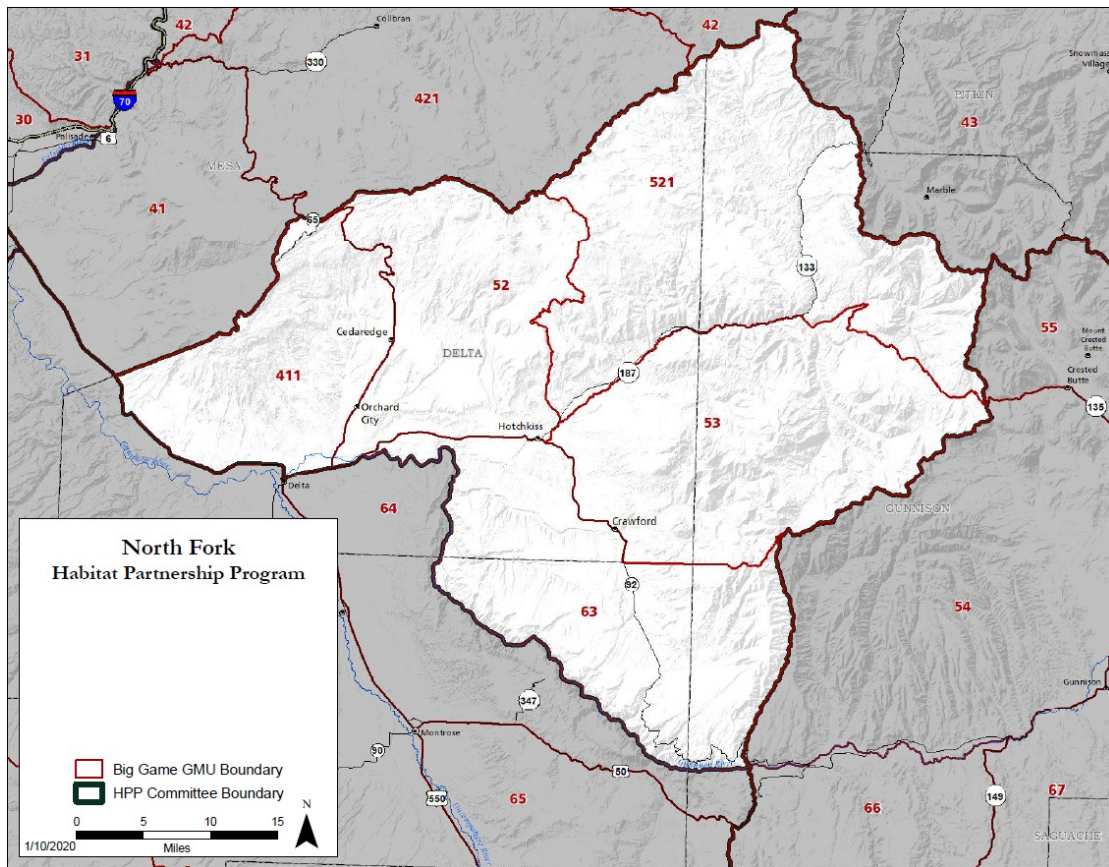 42
Collbran
42
31
330
Snowmass
Village
70
421
PITKIN
43
30
Palisade
6
MESA
521
Marble
41
65
133
52
55
Mount
Crested
Butte
Cedaredge
DELTA
Crested
Butte
411
187
135
Orchard
City
53
Hotchkiss
Delta
64
GUNNISON
Crawford
North Fork
Habitat Partnership Program
92
63
54
Gunnison
347
Montrose
90
50
550
65
66
149
67
SAGUACHE
Big Game GMU Boundary
HPP Committee Boundary
N
0 5 10 15
Miles
1/10/2020